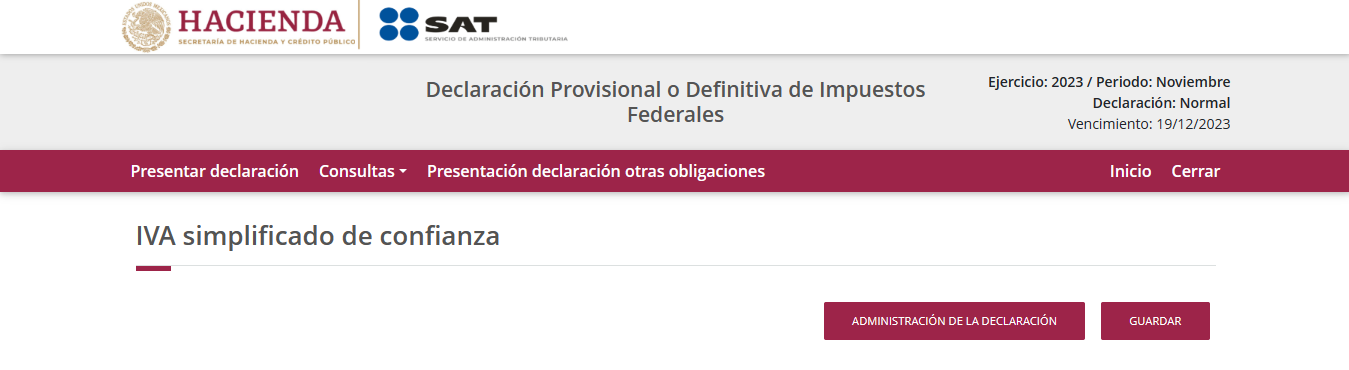 HACIENDA
SECRETARÍA DE HACIENDA Y CRÉDITO PÚBLICO
SAT
SERVICIO DE ADMINISTRACIÓN TRIBUTARIA
Declaración Provisional o Definitiva de Impuestos
Federales
Ejercicio: 2023 / Periodo: Noviembre
Declaración: Normal
Vencimiento: 19/12/2023
Presentar declaración Consultas Presentación declaración otras obligaciones Inicio Cerrar
IVA simplificado de confianza
ADMINISTRACIÓN DE LA DECLARACIÓN GUARDAR